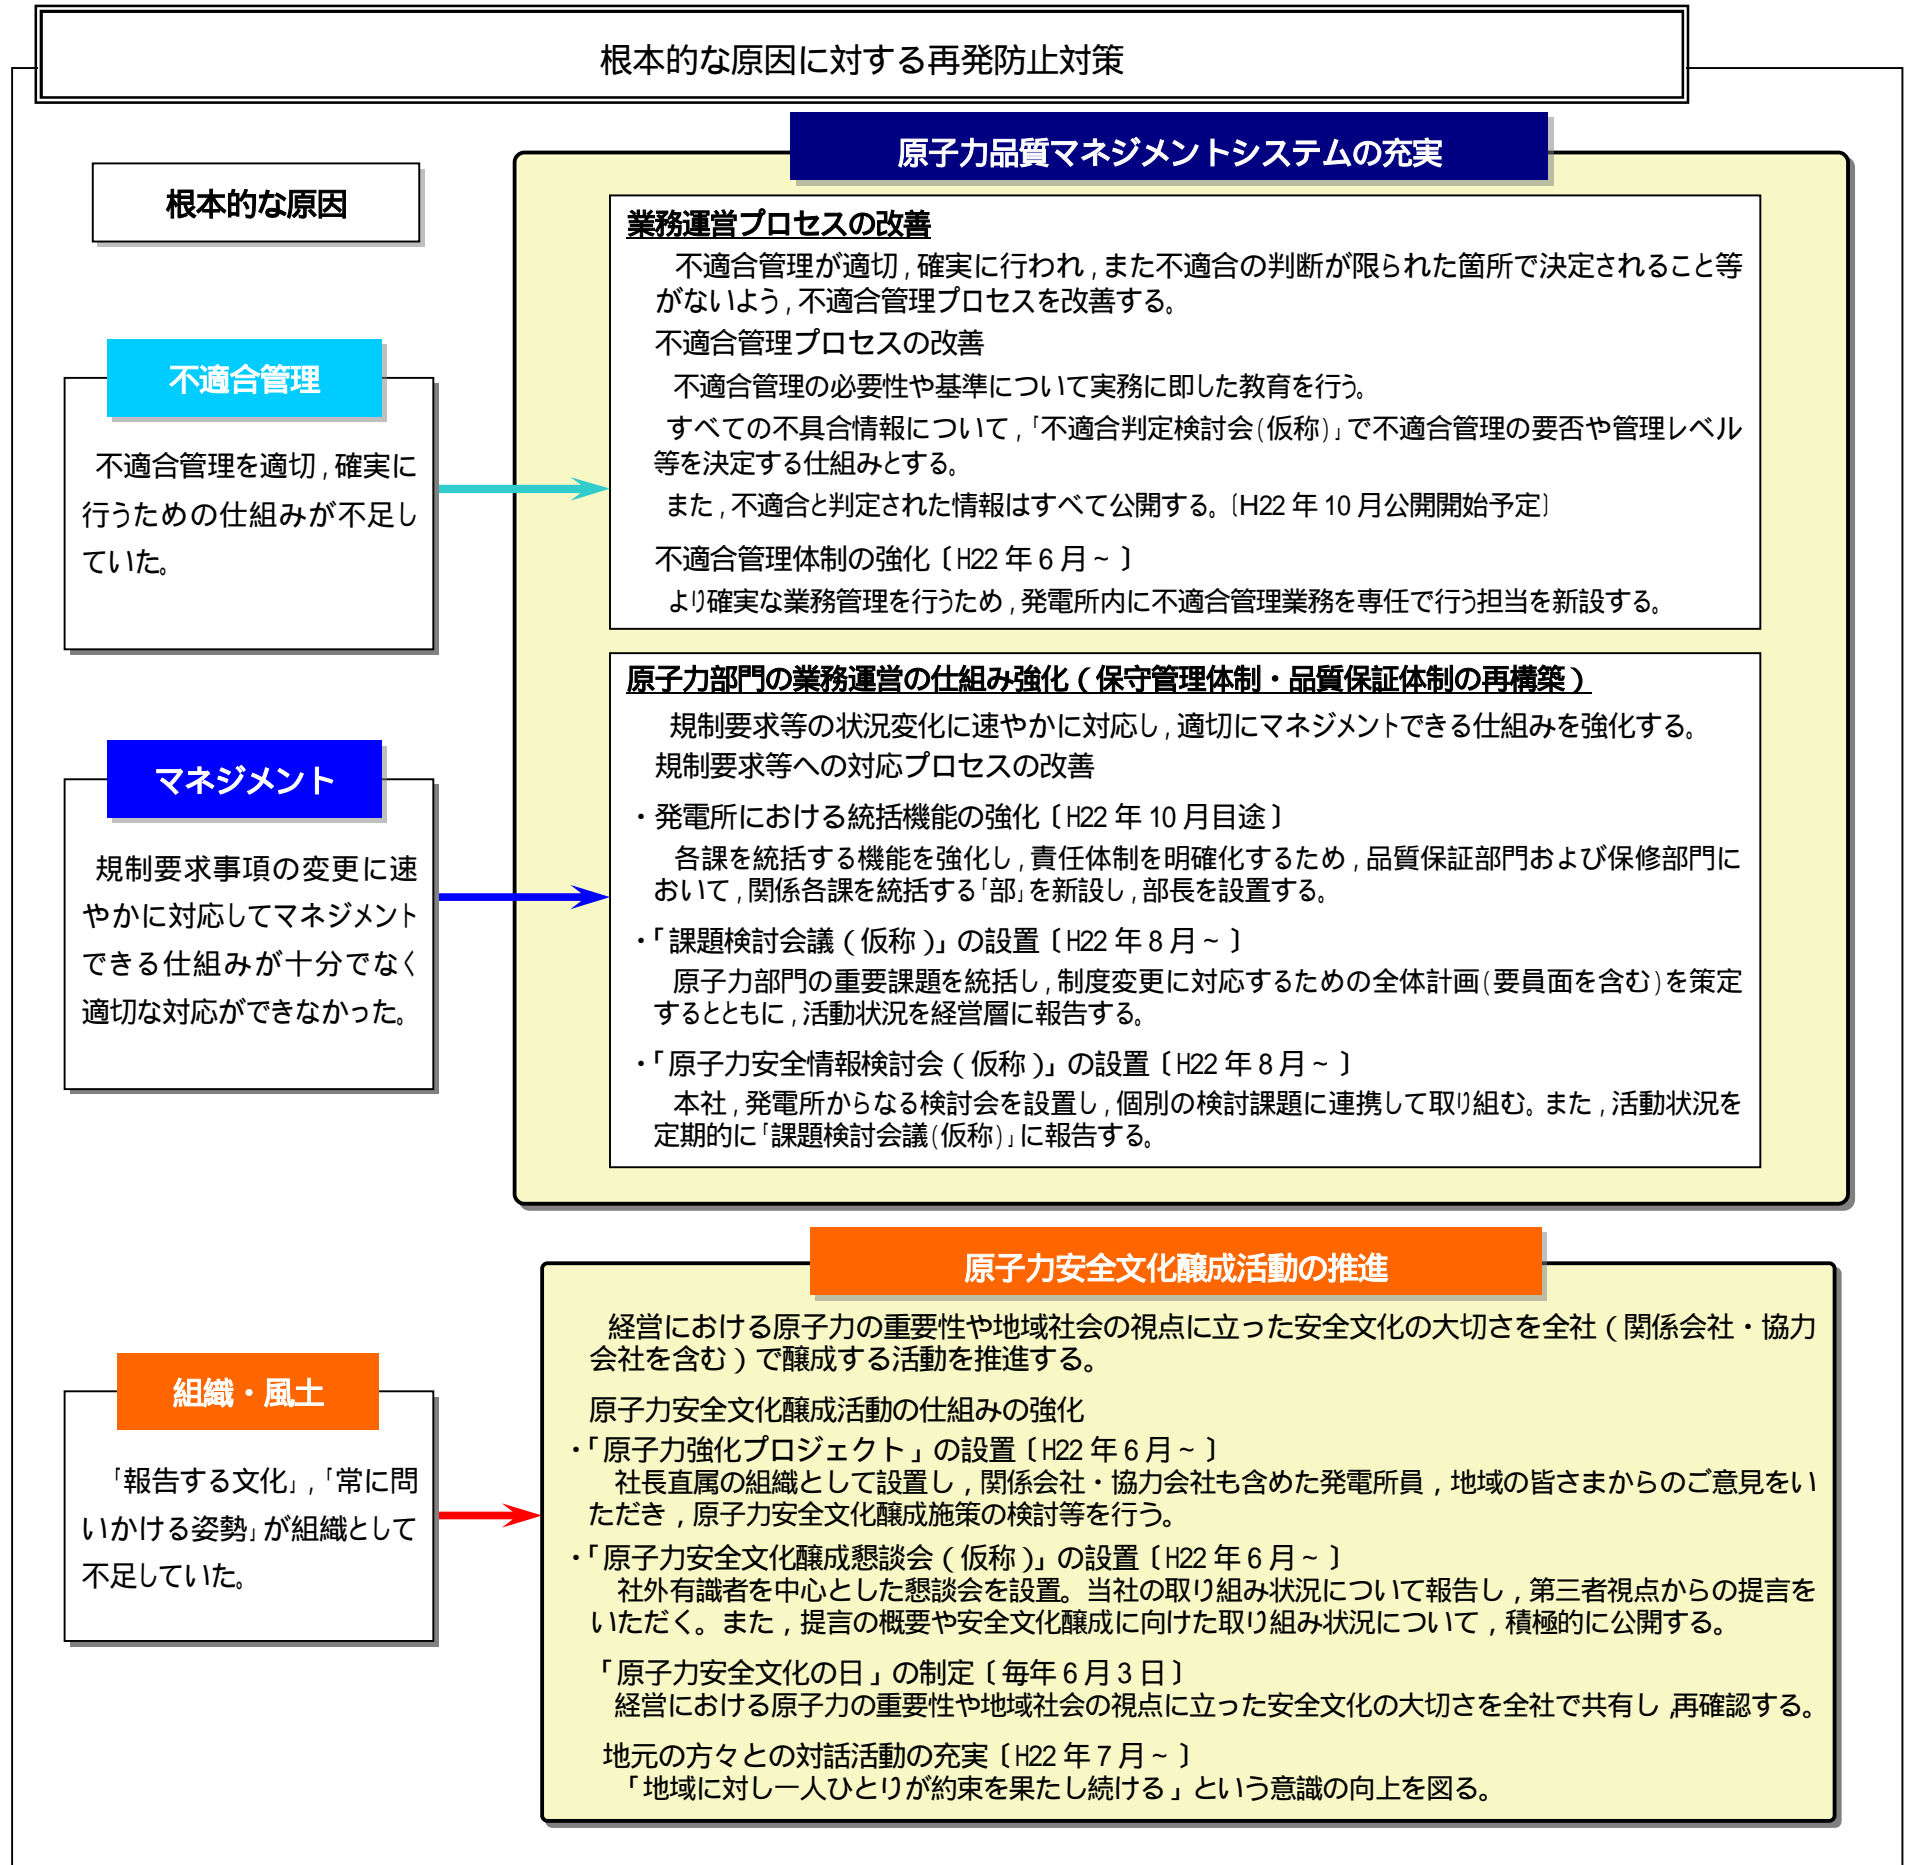 根本的な原因に対する再発防止対策
根本的な原因
不適合管理
不適合管理を適切，確実に
行うための仕組みが不足し
ていた。
マネジメント
規制要求事項の変更に速
やかに対応してマネジメント
できる仕組みが十分でなく
適切な対応ができなかった。
組織・風土
「報告する文化」，「常に問
いかける姿勢」が組織として
不足していた。
原子力品質マネジメントシステムの充実
業務運営プロセスの改善
不適合管理が適切，確実に行われ，また不適合の判断が限られた箇所で決定されること等
がないよう，不適合管理プロセスを改善する。
不適合管理プロセスの改善
不適合管理の必要性や基準について実務に即した教育を行う。
すべての不具合情報について，「不適合判定検討会(仮称)」で不適合管理の要否や管理レベル
等を決定する仕組みとする。
また，不適合と判定された情報はすべて公開する。〔H22 年 10 月公開開始予定〕
不適合管理体制の強化〔H22 年 6 月～〕
より確実な業務管理を行うため，発電所内に不適合管理業務を専任で行う担当を新設する。
原子力部門の業務運営の仕組み強化（保守管理体制・品質保証体制の再構築）
規制要求等の状況変化に速やかに対応し，適切にマネジメントできる仕組みを強化する。
規制要求等への対応プロセスの改善
・発電所における統括機能の強化〔H22 年 10 月目途〕
各課を統括する機能を強化し，責任体制を明確化するため，品質保証部門および保修部門に
おいて，関係各課を統括する「部」を新設し，部長を設置する。
・「課題検討会議（仮称）」の設置〔H22 年 8 月～〕
原子力部門の重要課題を統括し，制度変更に対応するための全体計画(要員面を含む)を策定
するとともに，活動状況を経営層に報告する。
・「原子力安全情報検討会（仮称）」の設置〔H22 年 8 月～〕
本社，発電所からなる検討会を設置し，個別の検討課題に連携して取り組む。また，活動状況を
定期的に「課題検討会議(仮称)」に報告する。
原子力安全文化醸成活動の推進
経営における原子力の重要性や地域社会の視点に立った安全文化の大切さを全社（関係会社・協力
会社を含む）で醸成する活動を推進する。
原子力安全文化醸成活動の仕組みの強化
・「原子力強化プロジェクト」の設置〔H22 年 6 月～〕
社長直属の組織として設置し，関係会社・協力会社も含めた発電所員，地域の皆さまからのご意見をい
ただき，原子力安全文化醸成施策の検討等を行う。
・「原子力安全文化醸成懇談会（仮称）」の設置〔H22 年 6 月～〕
社外有識者を中心とした懇談会を設置。当社の取り組み状況について報告し，第三者視点からの提言を
いただく。また，提言の概要や安全文化醸成に向けた取り組み状況について，積極的に公開する。
「原子力安全文化の日」の制定〔毎年 6 月 3 日〕
経営における原子力の重要性や地域社会の視点に立った安全文化の大切さを全社で共有し，再確認する。
地元の方々との対話活動の充実〔H22 年 7 月～〕
「地域に対し一人ひとりが約束を果たし続ける」という意識の向上を図る。